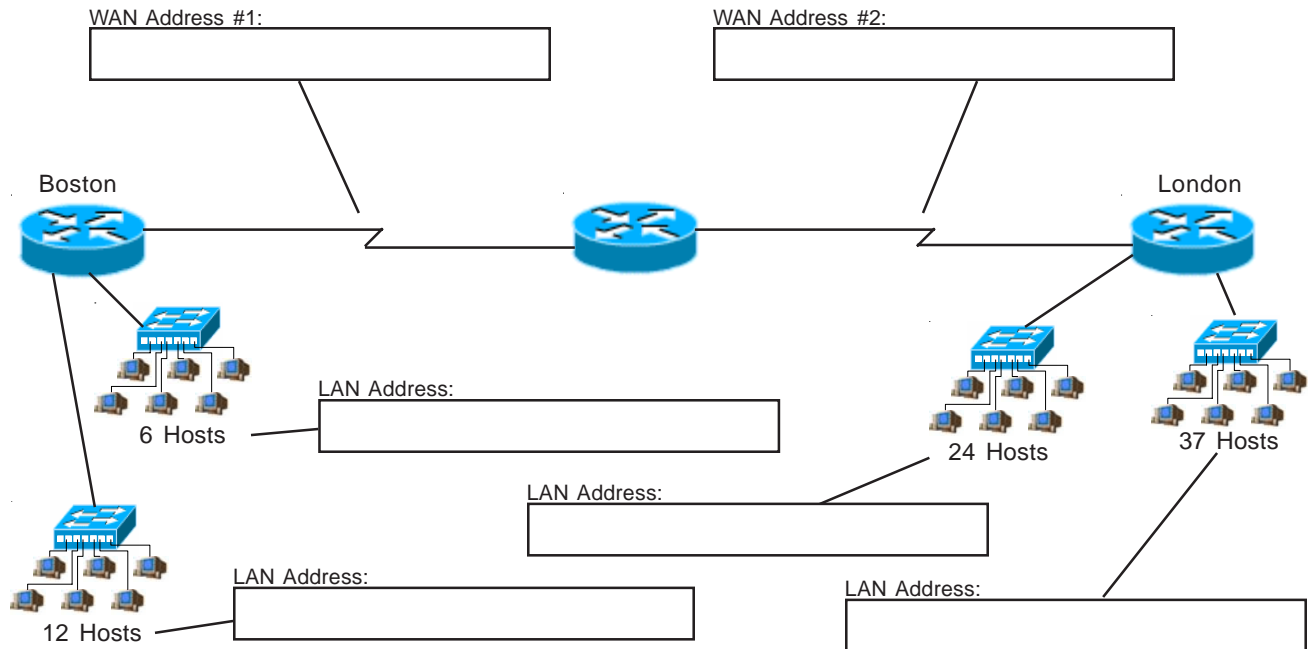 WAN Address #1:
WAN Address #2:
Boston
London
LAN Address:
6 Hosts
24 Hosts
37 Hosts
LAN Address:
LAN Address:
LAN Address:
12 Hosts